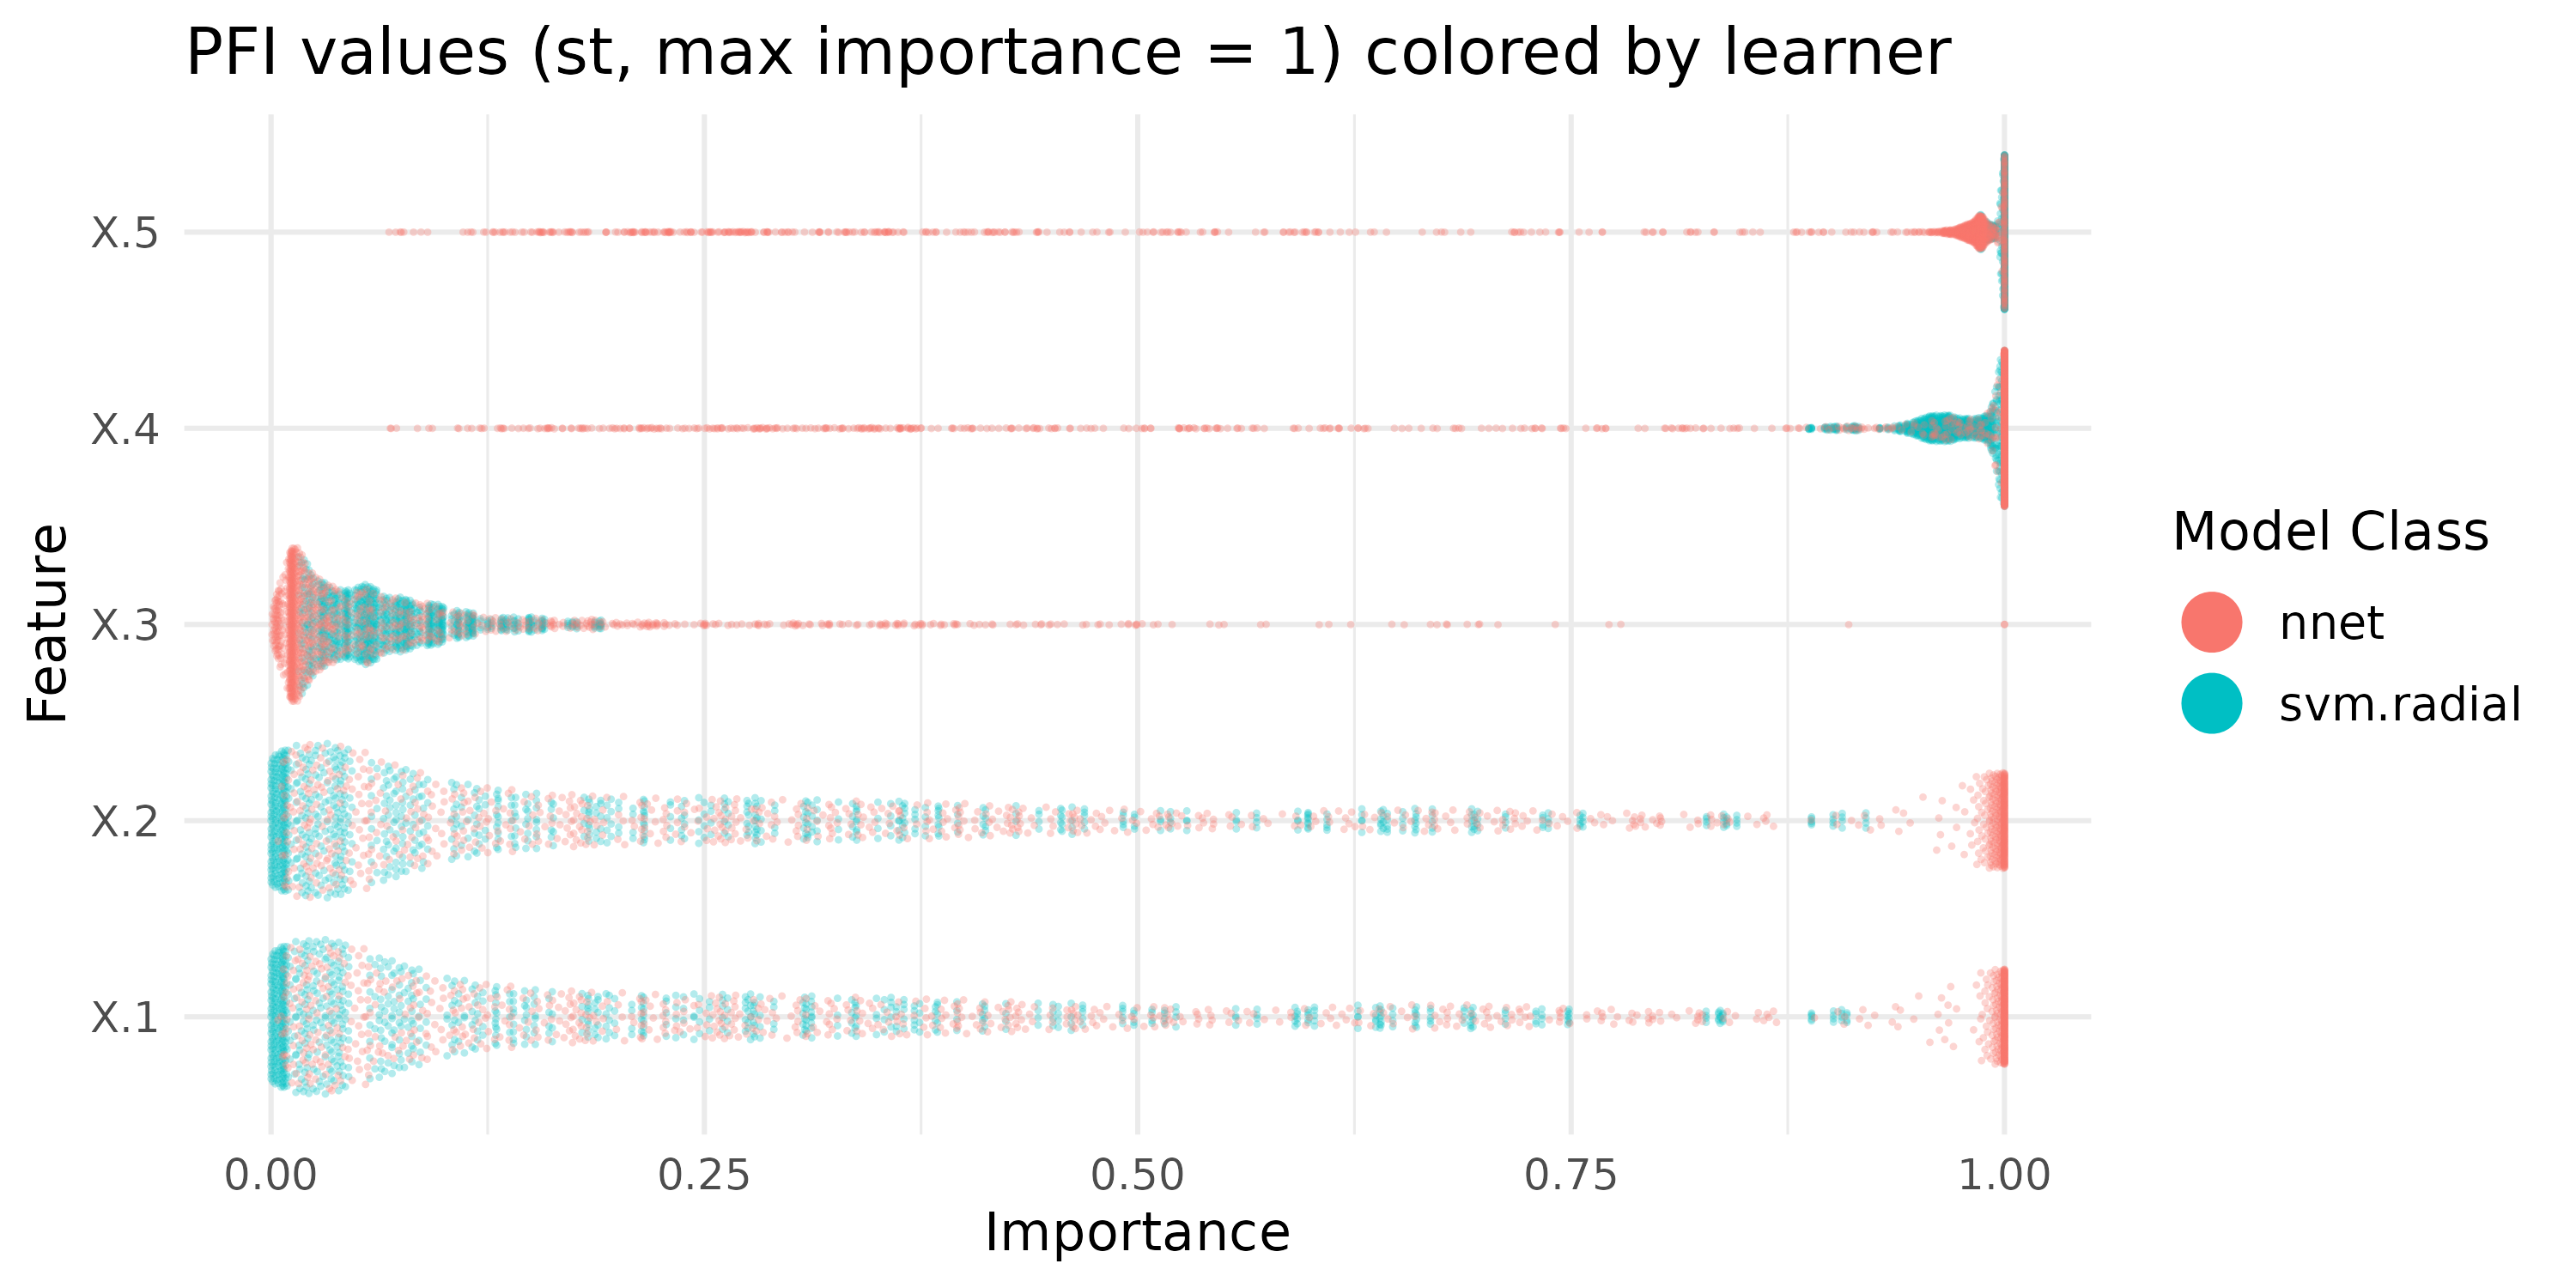 PFI values (st, max importance = 1) colored by learner
X.5
X.4
X.3
X.2
X.1
Feature
0.00 0.25 0.50 0.75 1.00
Importance
Model Class
nnet
svm.radial